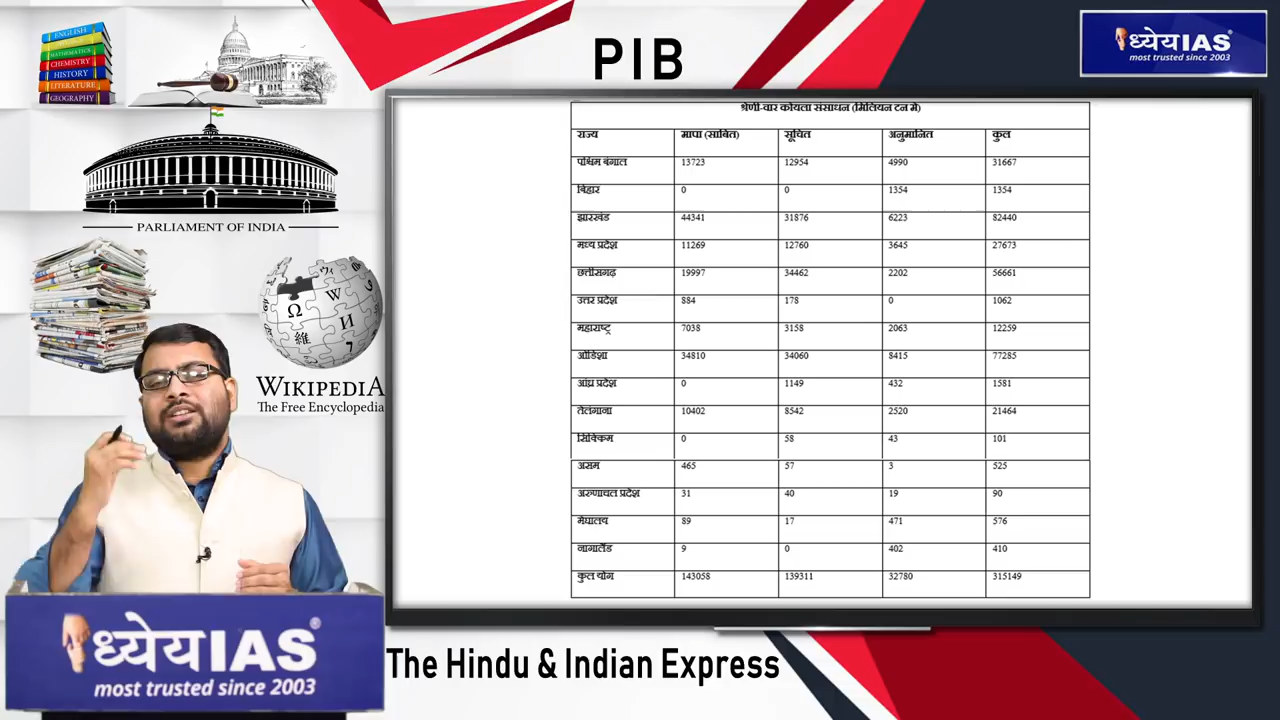 PIB
ENGLISH
MATHEMATICS
CHEMISTRY
HISTORY
LITERATURE
GEOGRAPHY
ध्येयIAS
most trusted since 2003
PARLIAMENT OF INDIA
WIKIPEDIA
The Free Encyclopedia
श्रेणी-वार कोयला संसाधन (मिलियन टन में)
राज्य मापा (साबित) सूचित अनुमानित कुल
पश्चिम बंगाल 13723 12954 4990 31667
बिहार 0 0 1354 1354
झारखंड 44341 31876 6223 82440
मध्य प्रदेश 11269 12760 3645 27673
छत्तीसगढ़ 19997 34462 2202 56661
उत्तर प्रदेश 884 178 0 1062
महाराष्ट्र 7038 3158 2063 12259
ओडिशा 34810 34060 8415 77285
आंध्र प्रदेश 0 1149 432 1581
तेलंगाना 10402 8542 2520 21464
सिक्किम 0 58 43 101
असम 465 57 3 525
अरुणाचल प्रदेश 31 40 19 90
मेघालय 89 17 471 576
नागालैंड 9 0 402 410
कुल योग 143058 139311 32780 315149
ध्येयIAS®
most trusted since 2003
The Hindu & Indian Express